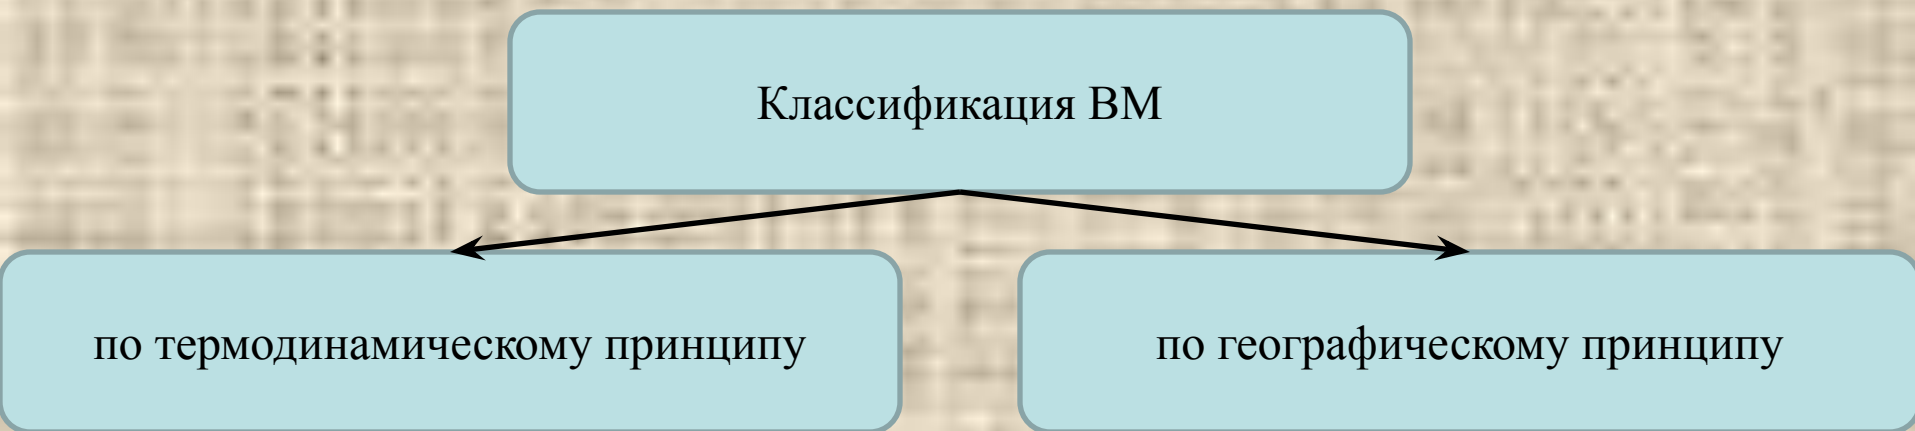 Классификация ВМ
по термодинамическому принципу
по географическому принципу